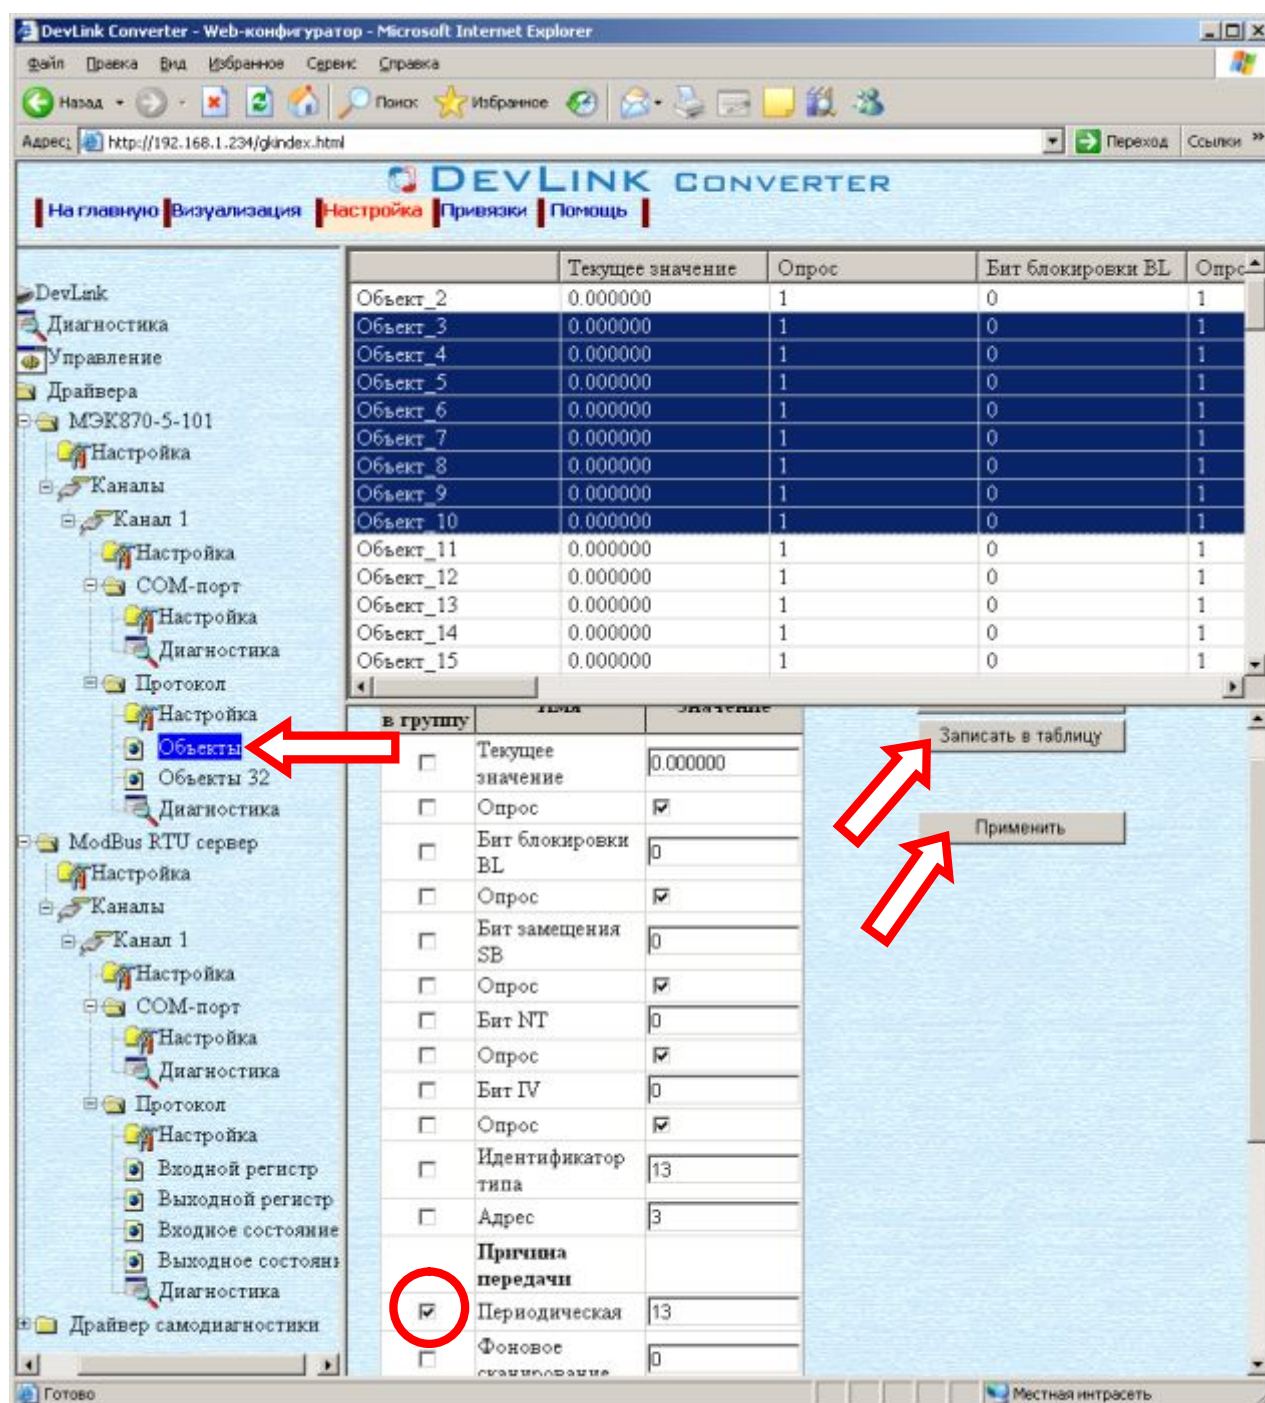 DevLink Converter - Web-конфигуратор - Microsoft Internet Explorer
Файл Правка Вид Избранное Сервис Справка
Назад Поиск Избранное
Адрес: http://192.168.1.234/gkindex.html Переход Ссылки »
DEVLINK CONVERTER
На главную Визуализация Настройка Привязки Помощь
Текущее значение Опрос Бит блокировки BL Опрс
Объект_2 0.000000 1 0 1
Объект_3 0.000000 1 0 1
Объект_4 0.000000 1 0 1
Объект_5 0.000000 1 0 1
Объект_6 0.000000 1 0 1
Объект_7 0.000000 1 0 1
Объект_8 0.000000 1 0 1
Объект_9 0.000000 1 0 1
Объект_10 0.000000 1 0 1
Объект_11 0.000000 1 0 1
Объект_12 0.000000 1 0 1
Объект_13 0.000000 1 0 1
Объект_14 0.000000 1 0 1
Объект_15 0.000000 1 0 1
DevLink
Диагностика
Управление
Драйвера
МЭК870-5-101
Настройка
Каналы
Канал 1
Настройка
COM-порт
Настройка
Диагностика
Протокол
Настройка
Объекты
Объекты 32
Диагностика
ModBus RTU сервер
Настройка
Каналы
Канал 1
Настройка
COM-порт
Настройка
Диагностика
Протокол
Настройка
Входной регистр
Выходной регистр
Входное состояние
Выходное состоян
Диагностика
Драйвер самодиагностики
в группу Имя значение
Текущее
значение 0.000000
Опрос
Бит блокировки
BL 0
Опрос
Бит замещения
SB 0
Опрос
Бит NT 0
Опрос
Бит IV 0
Опрос
Идентификатор
типа 13
Адрес 3
Причина
передачи
Периодическая 13
Фоновое
сканирование 0
Записать в таблицу
Применить
Готово Местная интрасеть